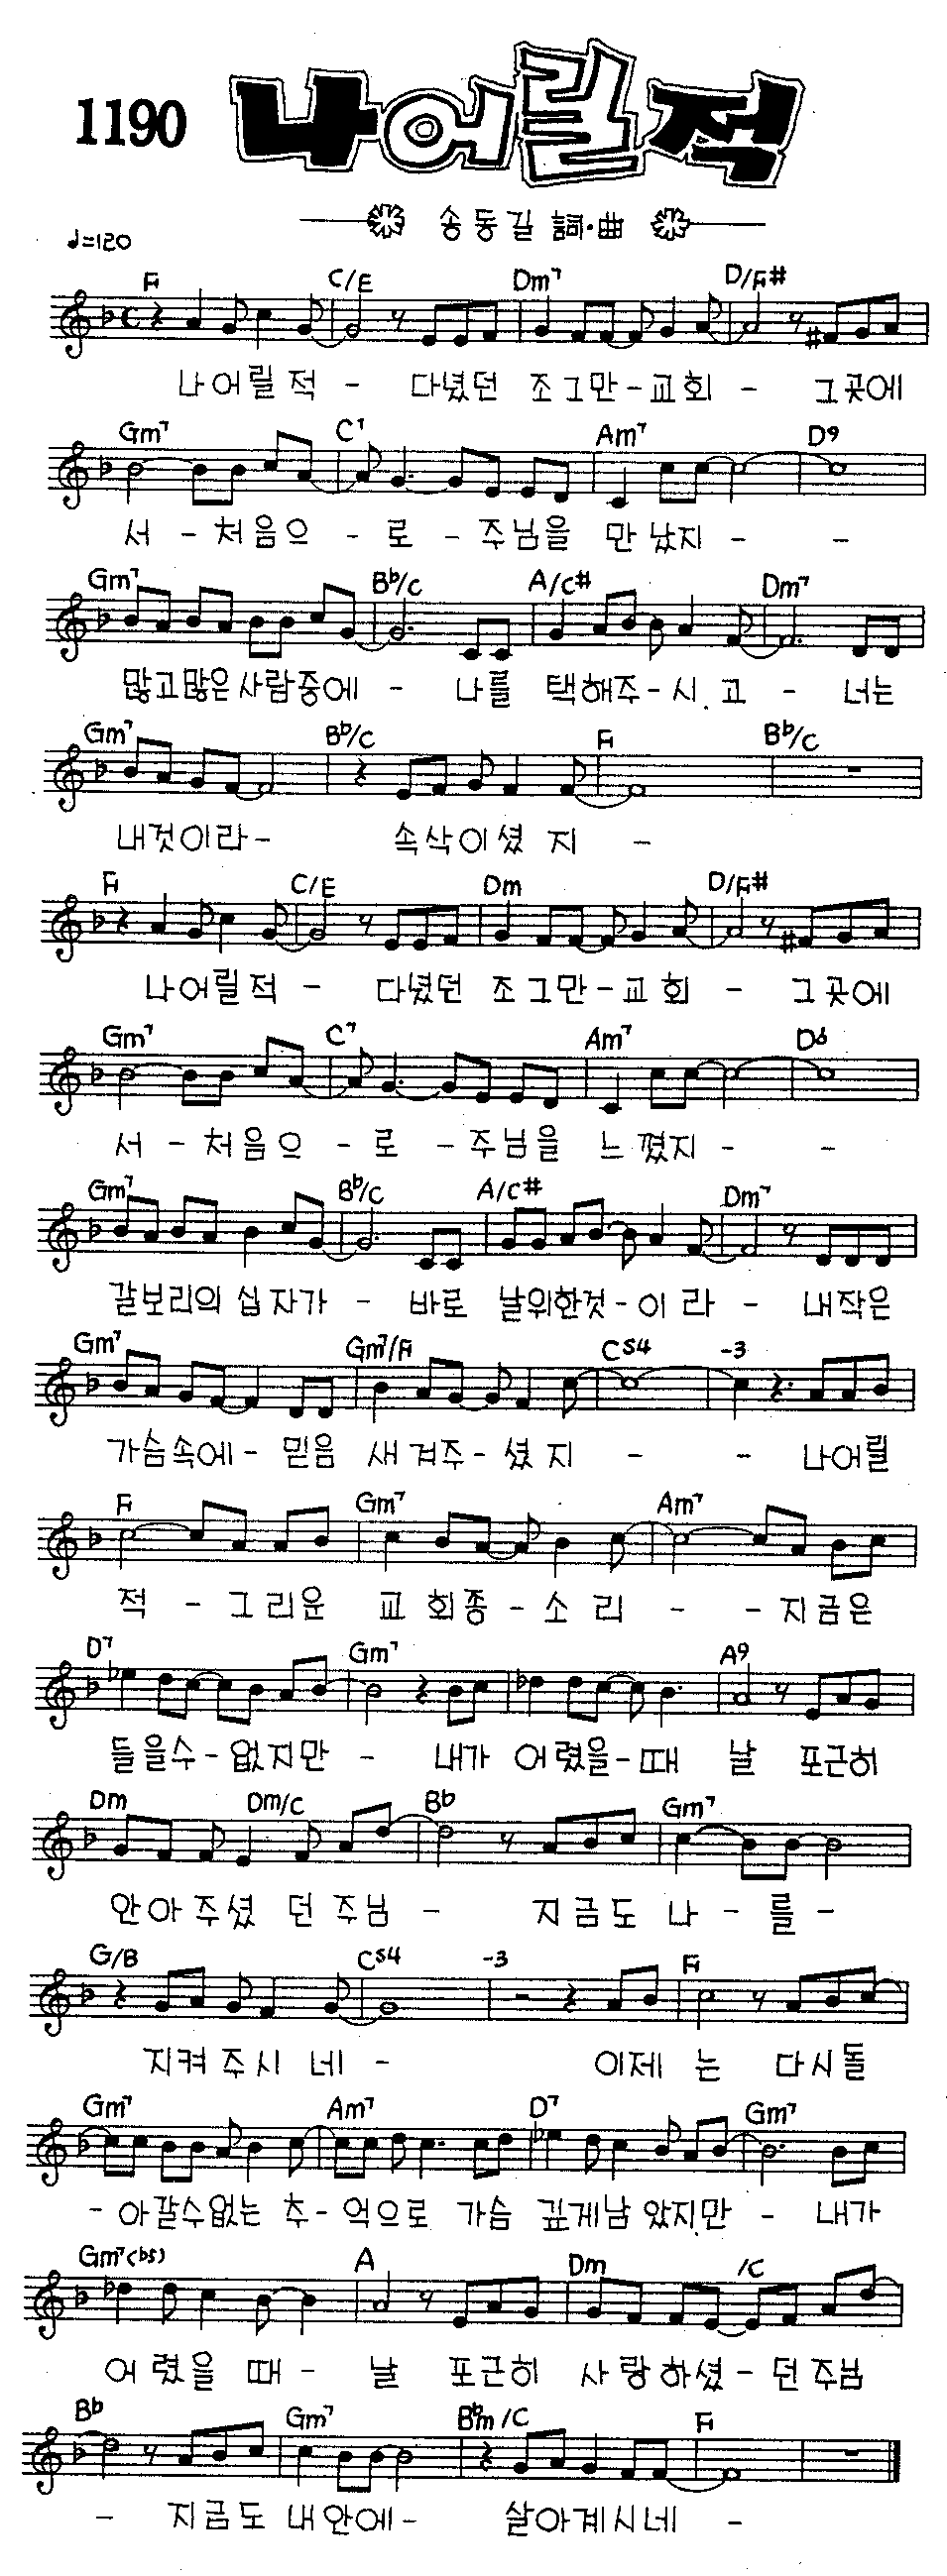 1190 나어릴적
송동길 詞·曲
♩=120
F C/E Dm7 D/F#
나어릴적 - 다녔던 조그만-교회 - 그곳에
Gm7 C7 Am7 D9
서 -처음으 - 로 -주님을 만났지 - -
Gm7 Bb/C A/C# Dm7
많고많은사람중에 - 나를 택해주-시고 - 너는
Gm7 Bb/C F Bb/C
내것이라- 속삭이셨지 -
F C/E Dm D/F#
나어릴적 - 다녔던 조그만-교회 - 그곳에
Gm7 C7 Am7 D6
서 -처음으 - 로 -주님을 느꼈지- -
Gm7 Bb/C A/C# Dm7
갈보리의 십자가 - 바로 날위한것-이라 - 내작은
Gm7 Gm7/F Cs4 -3
가슴속에- 믿음 새겨주-셨지 - - 나어릴
F Gm7 Am7
적 -그리운 교회종-소리 - -지금은
D7 Gm7 A9
들을수-없지만 - 내가 어렸을-때 날 포근히
Dm Dm/C Bb Gm7
안아주셨던주님 - 지금도 나-를-
G/B Cs4 -3 F
지켜주시네 - 이제는 다시돌
Gm7 Am7 D7 Gm7
-아갈수없는 추-억으로 가슴 깊게남았지만 - 내가
Gm7(b5) A Dm /C
어렸을 때- 날 포근히 사랑하셨-던주님
Bb Gm7 Bbm/C F
- 지금도 내안에- 살아계시네 -